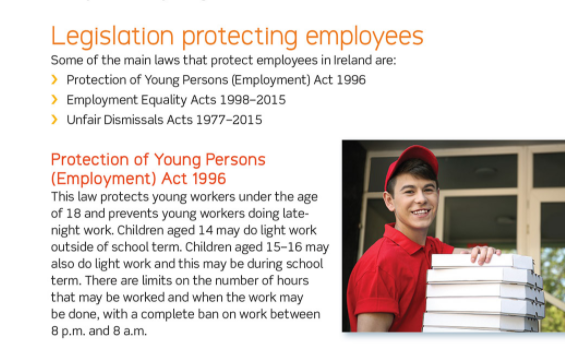 Legislation protecting employees
Some of the main laws that protect employees in Ireland are:
› Protection of Young Persons (Employment) Act 1996
› Employment Equality Acts 1998–2015
› Unfair Dismissals Acts 1977–2015
Protection of Young Persons
(Employment) Act 1996
This law protects young workers under the age
of 18 and prevents young workers doing late-
night work. Children aged 14 may do light work
outside of school term. Children aged 15–16 may
also do light work and this may be during school
term. There are limits on the number of hours
that may be worked and when the work may
be done, with a complete ban on work between
8 p.m. and 8 a.m.